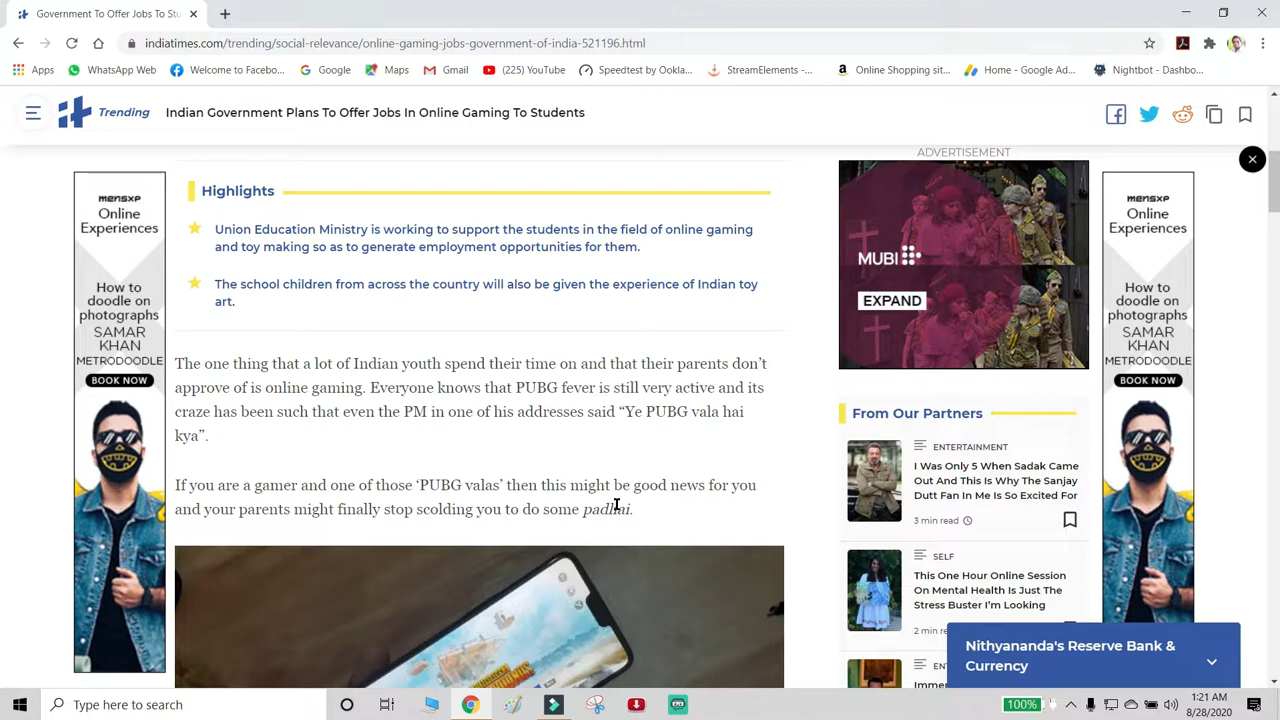 Government To Offer Jobs To Stu
indiatimes.com/trending/social-relevance/online-gaming-jobs-government-of-india-521196.html
Apps
WhatsApp Web
Welcome to Facebo...
Google
Maps
Gmail
(225) YouTube
Speedtest by Ookla...
StreamElements -...
Online Shopping sit...
Home - Google Ad...
Nightbot - Dashbo...
Trending
Indian Government Plans To Offer Jobs In Online Gaming To Students
ADVERTISEMENT
mensxp
Online
Experiences
How to
doodle on
photographs
SAMAR
KHAN
METRODOODLE
BOOK NOW
Highlights
Union Education Ministry is working to support the students in the field of online gaming
and toy making so as to generate employment opportunities for them.
The school children from across the country will also be given the experience of Indian toy
art.
The one thing that a lot of Indian youth spend their time on and that their parents don’t
approve of is online gaming. Everyone knows that PUBG fever is still very active and its
craze has been such that even the PM in one of his addresses said “Ye PUBG vala hai
kya”.
If you are a gamer and one of those ‘PUBG valas’ then this might be good news for you
and your parents might finally stop scolding you to do some padhai.
MUBI
EXPAND
From Our Partners
ENTERTAINMENT
I Was Only 5 When Sadak Came
Out And This Is Why The Sanjay
Dutt Fan In Me Is So Excited For
3 min read
SELF
This One Hour Online Session
On Mental Health Is Just The
Stress Buster I’m Looking
2 min re
EN
Immer
mensxp
Online
Experiences
How to
doodle on
photographs
SAMAR
KHAN
METRODOODLE
BOOK NOW
Nithyananda's Reserve Bank &
Currency
Type here to search
100%
1:21 AM
8/28/2020